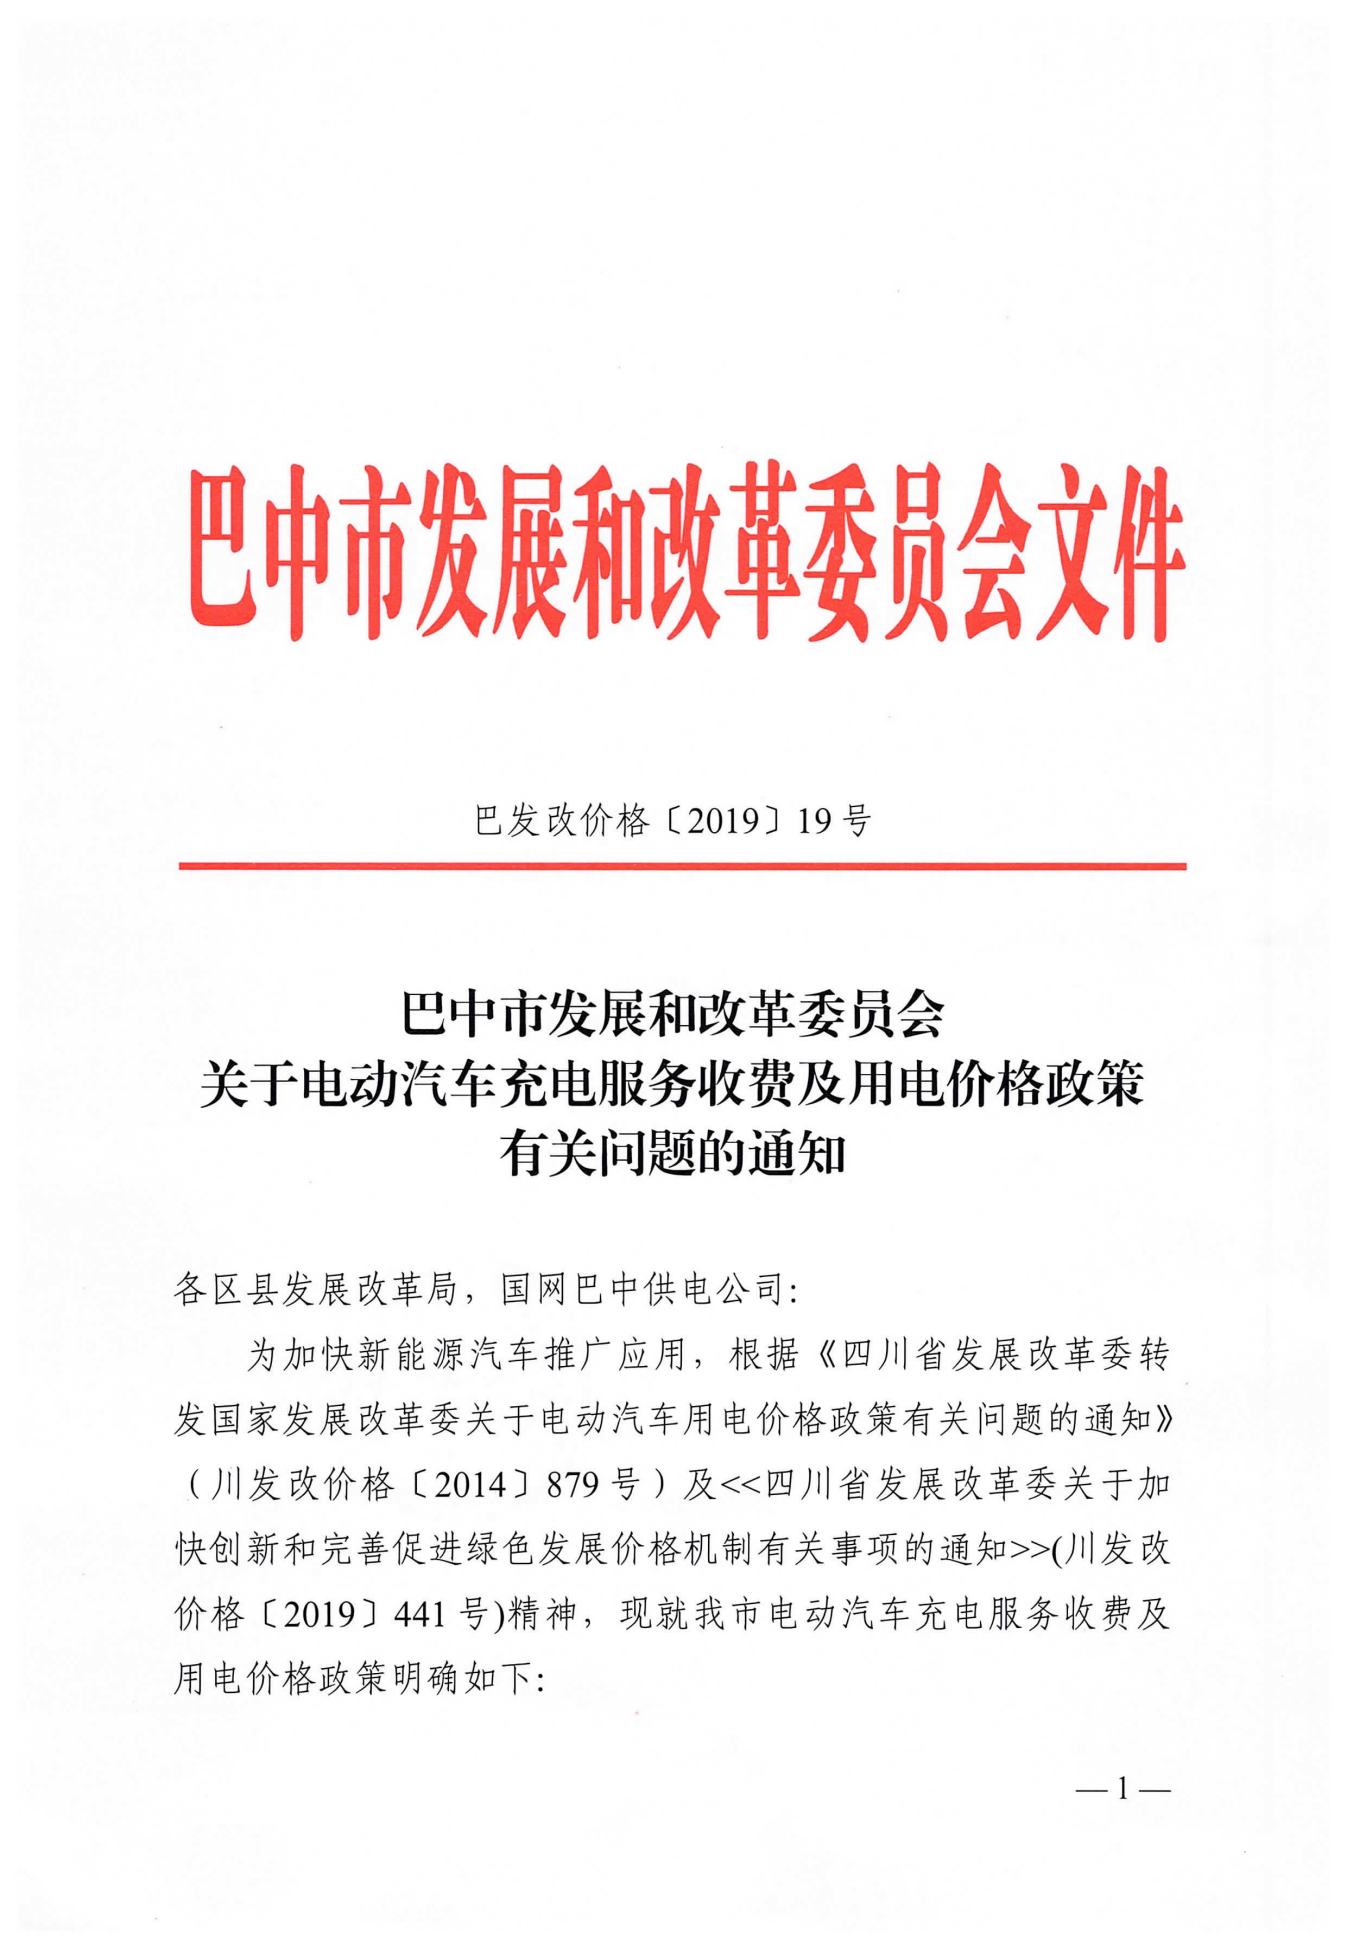 巴中市发展和改革委员会文件
巴发改价格〔2019〕19号
巴中市发展和改革委员会
关于电动汽车充电服务收费及用电价格政策
有关问题的通知
各区县发展改革局，国网巴中供电公司：
为加快新能源汽车推广应用，根据《四川省发展改革委转
发国家发展改革委关于电动汽车用电价格政策有关问题的通知》
（川发改价格〔2014〕879号）及<<四川省发展改革委关于加
快创新和完善促进绿色发展价格机制有关事项的通知>>(川发改
价格〔2019〕441号)精神，现就我市电动汽车充电服务收费及
用电价格政策明确如下：
— 1 —